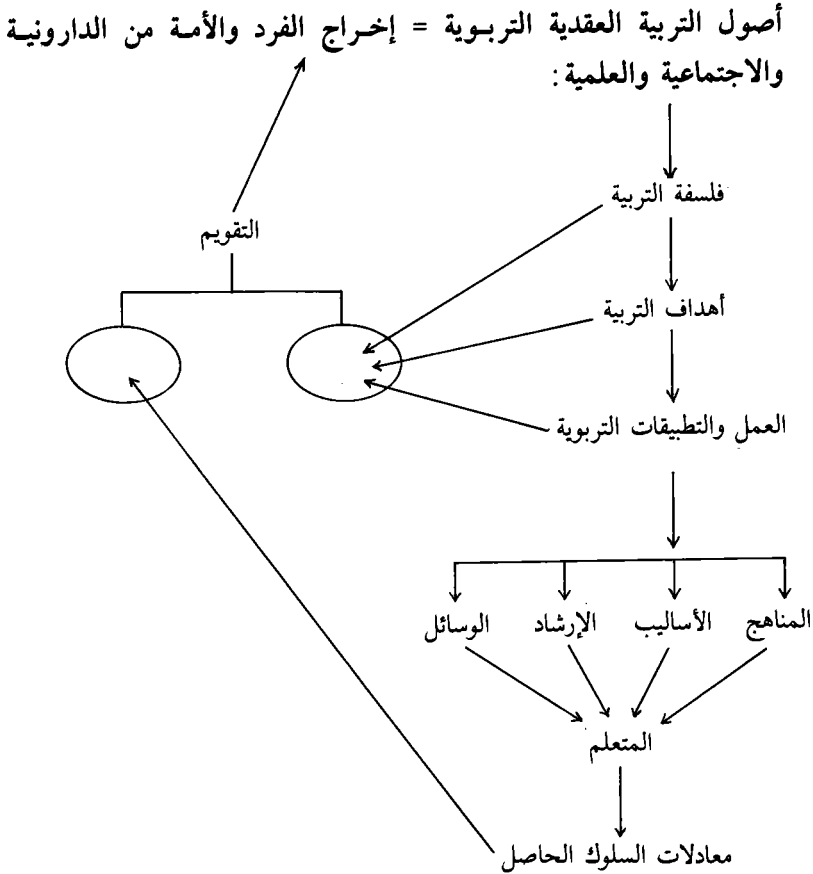 أصول التربية العقدية التربوية = إخراج الفرد والأمة من الدارونية
والاجتماعية والعلمية:
فلسفة التربية
التقويم
أهداف التربية
العمل والتطبيقات التربوية
المناهج
الأساليب
الإرشاد
الوسائل
المتعلم
معادلات السلوك الحاصل